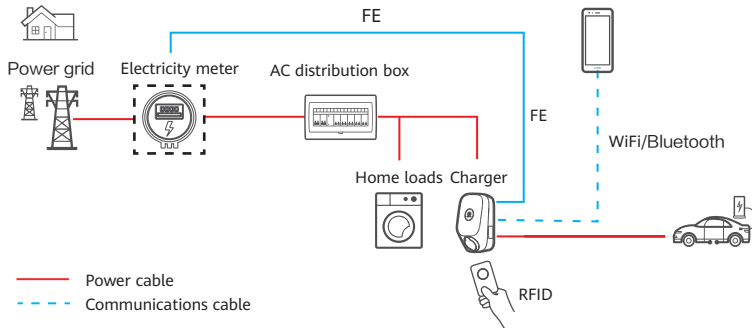 FE
Power grid
Electricity meter
AC distribution box
FE
WiFi/Bluetooth
Home loads
Charger
RFID
Power cable
Communications cable